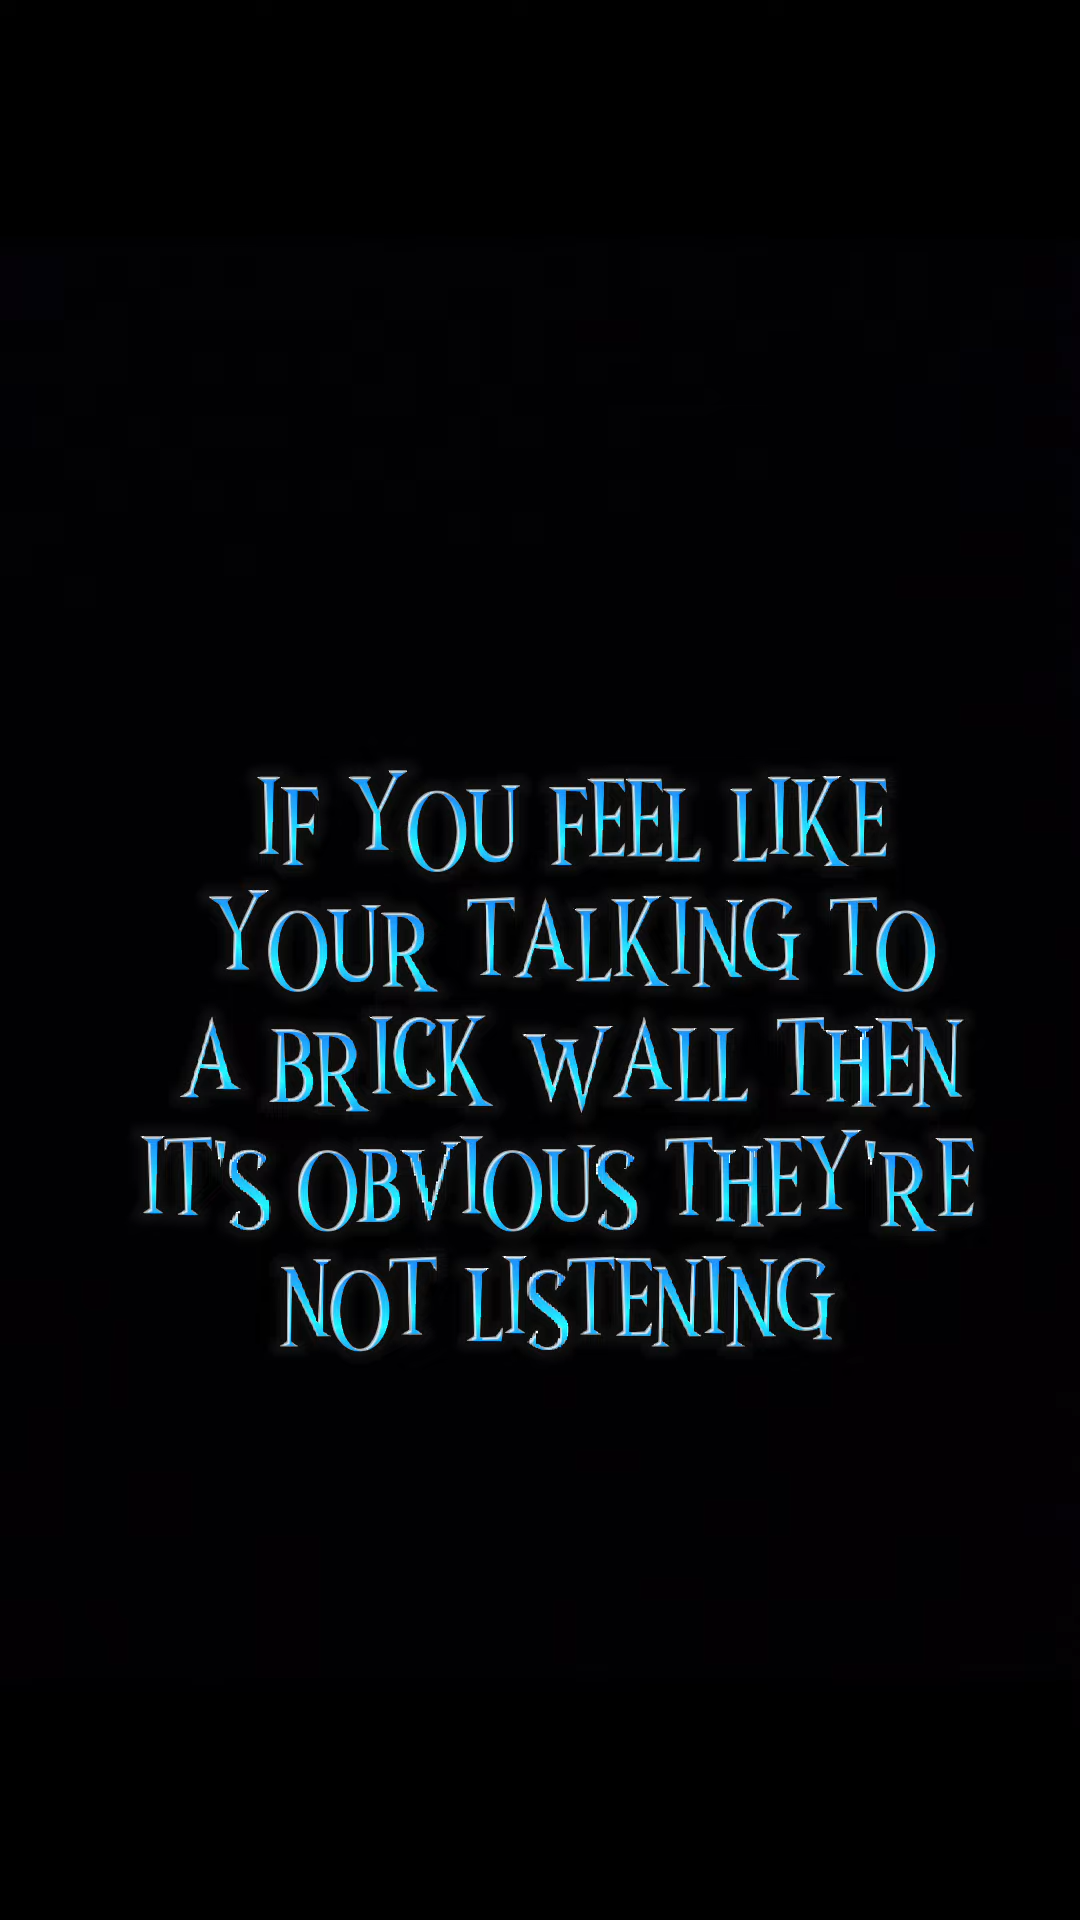 IF YOU FEEL LIKE
YOUR TALKING TO
A BRICK WALL THEN
IT'S OBVIOUS THEY'RE
NOT LISTENING